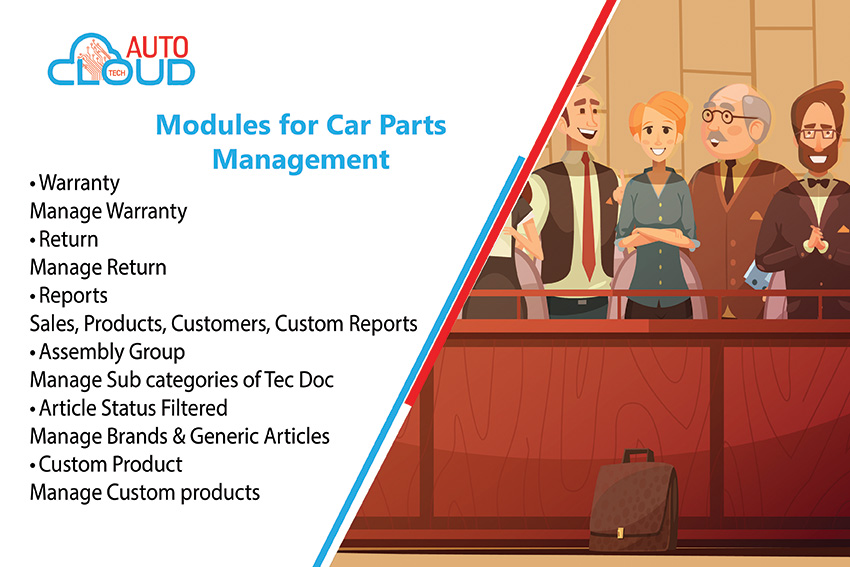 AUTO
CLOUD
TECH
Modules for Car Parts
Management
• Warranty
Manage Warranty
• Return
Manage Return
• Reports
Sales, Products, Customers, Custom Reports
• Assembly Group
Manage Sub categories of Tec Doc
• Article Status Filtered
Manage Brands & Generic Articles
• Custom Product
Manage Custom products